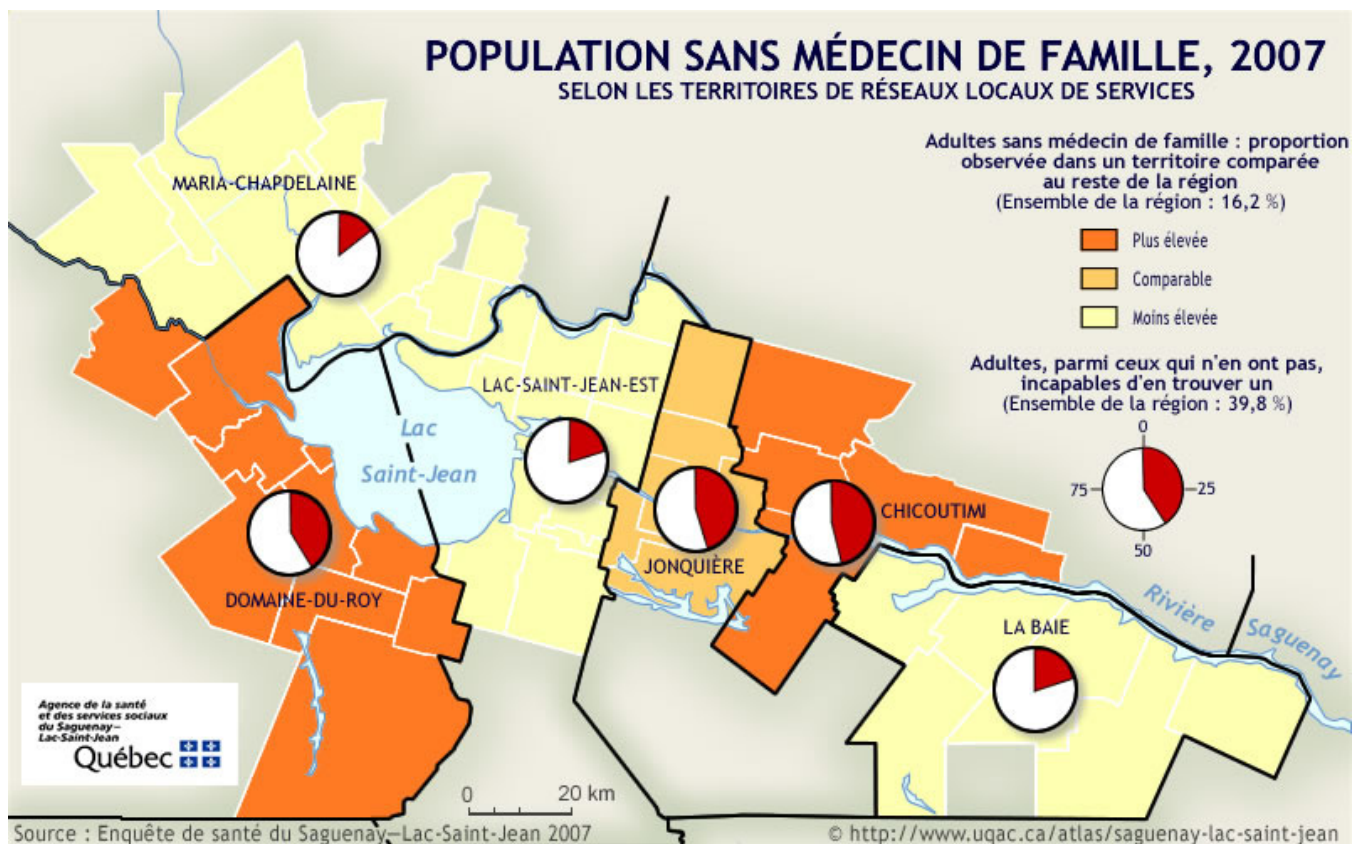 POPULATION SANS MÉDECIN DE FAMILLE, 2007
SELON LES TERRITOIRES DE RÉSEAUX LOCAUX DE SERVICES
Adultes sans médecin de famille : proportion
observée dans un territoire comparée
au reste de la région
(Ensemble de la région : 16,2 %)
Plus élevée
Comparable
Moins élevée
Adultes, parmi ceux qui n'en ont pas,
incapables d'en trouver un
(Ensemble de la région : 39,8 %)
0
75
25
50
MARIA-CHAPDELAINE
LAC-SAINT-JEAN-EST
Lac
Saint-Jean
CHICOUTIMI
JONQUIÈRE
DOMAINE-DU-ROY
LA BAIE
Rivière Saguenay
Agence de la santé
et des services sociaux
du Saguenay–
Lac-Saint-Jean
Québec
0 20 km
Source : Enquête de santé du Saguenay–Lac-Saint-Jean 2007
© http://www.uqac.ca/atlas/saguenay-lac-saint-jean